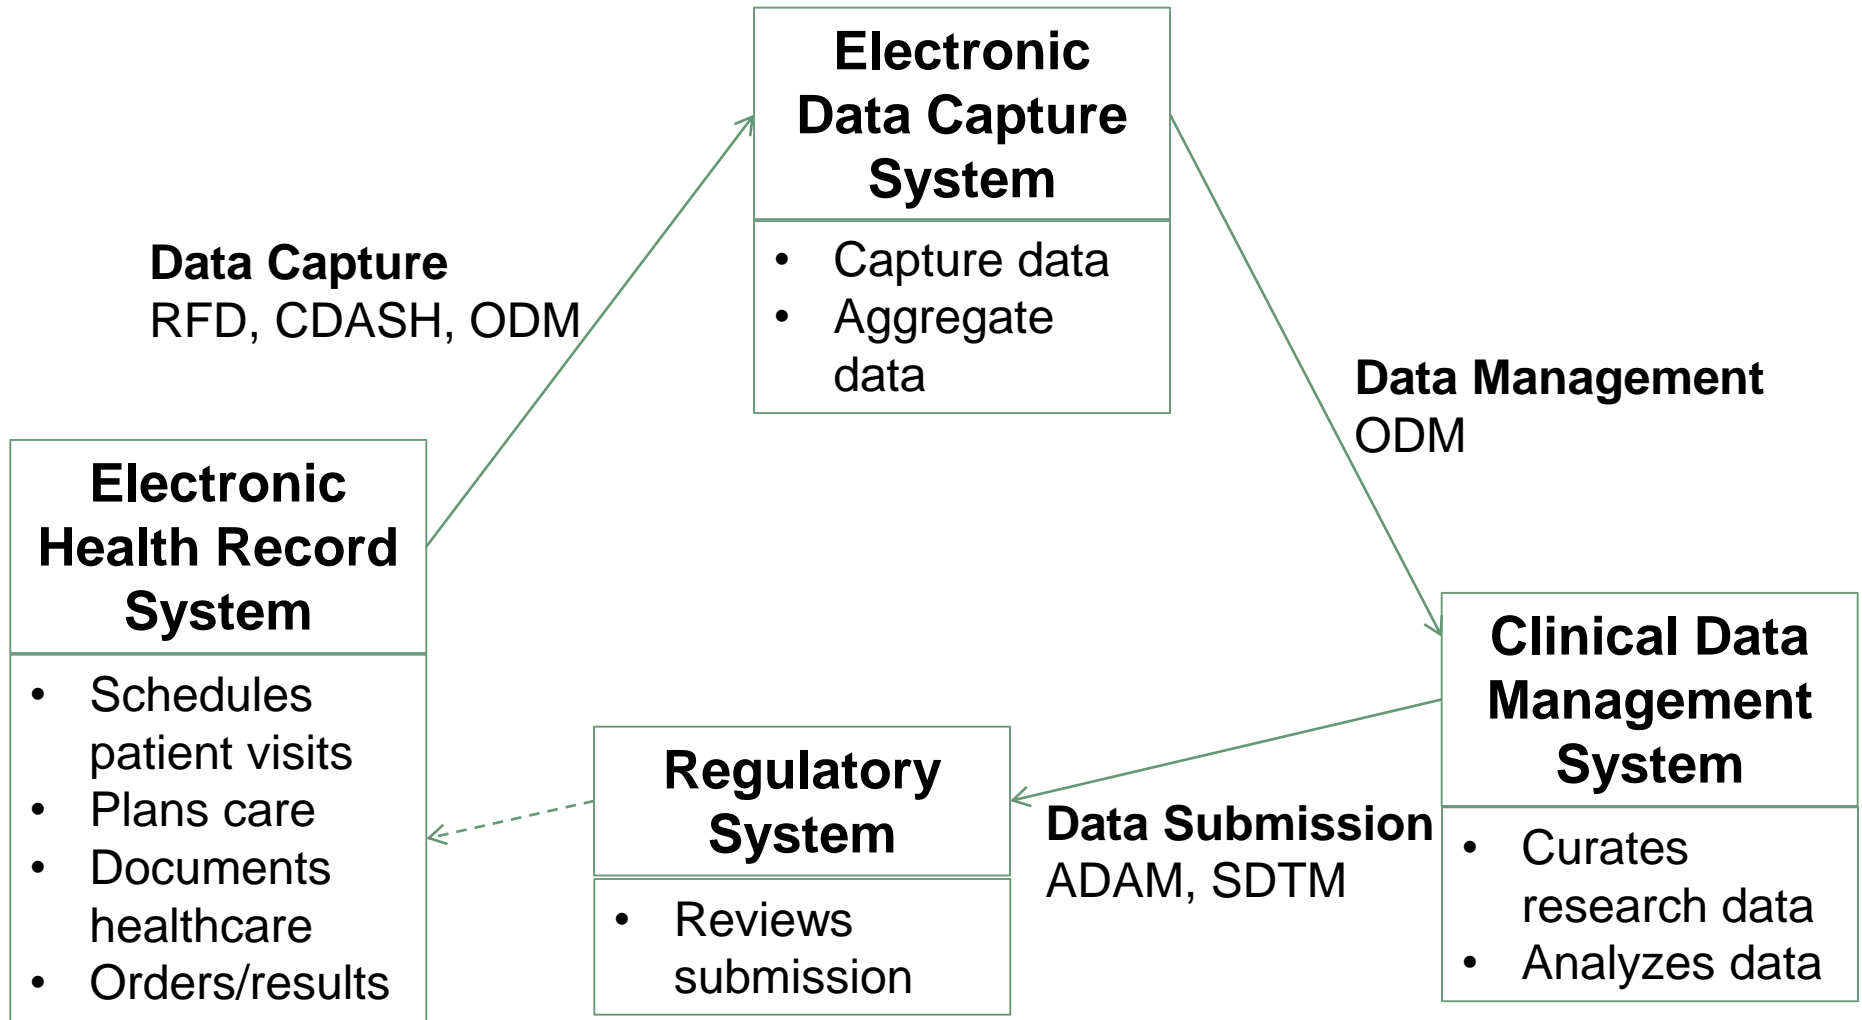 Electronic
Data Capture
System
• Capture data
• Aggregate
data
Data Capture
RFD, CDASH, ODM
Data Management
ODM
Electronic
Health Record
System
• Schedules
patient visits
• Plans care
• Documents
healthcare
• Orders/results
Regulatory
System
• Reviews
submission
Data Submission
ADAM, SDTM
Clinical Data
Management
System
• Curates
research data
• Analyzes data